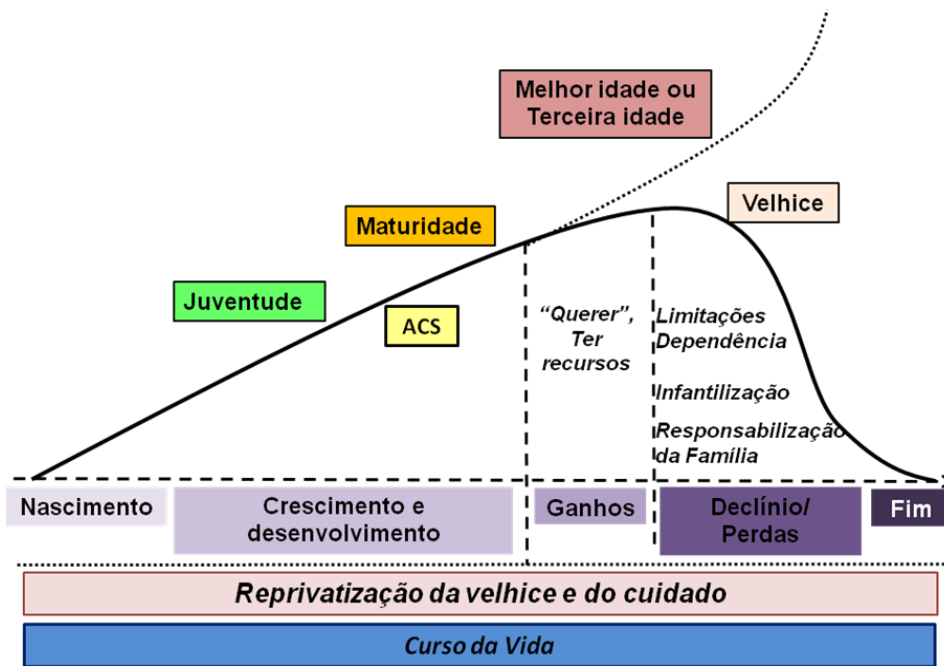 Melhor idade ou
Terceira idade
Velhice
Maturidade
Juventude
ACS
“Querer”,
Ter
recursos
Limitações
Dependência
Infantilização
Responsabilização
da Família
Nascimento
Crescimento e
desenvolvimento
Ganhos
Declínio/
Perdas
Fim
Reprivatização da velhice e do cuidado
Curso da Vida